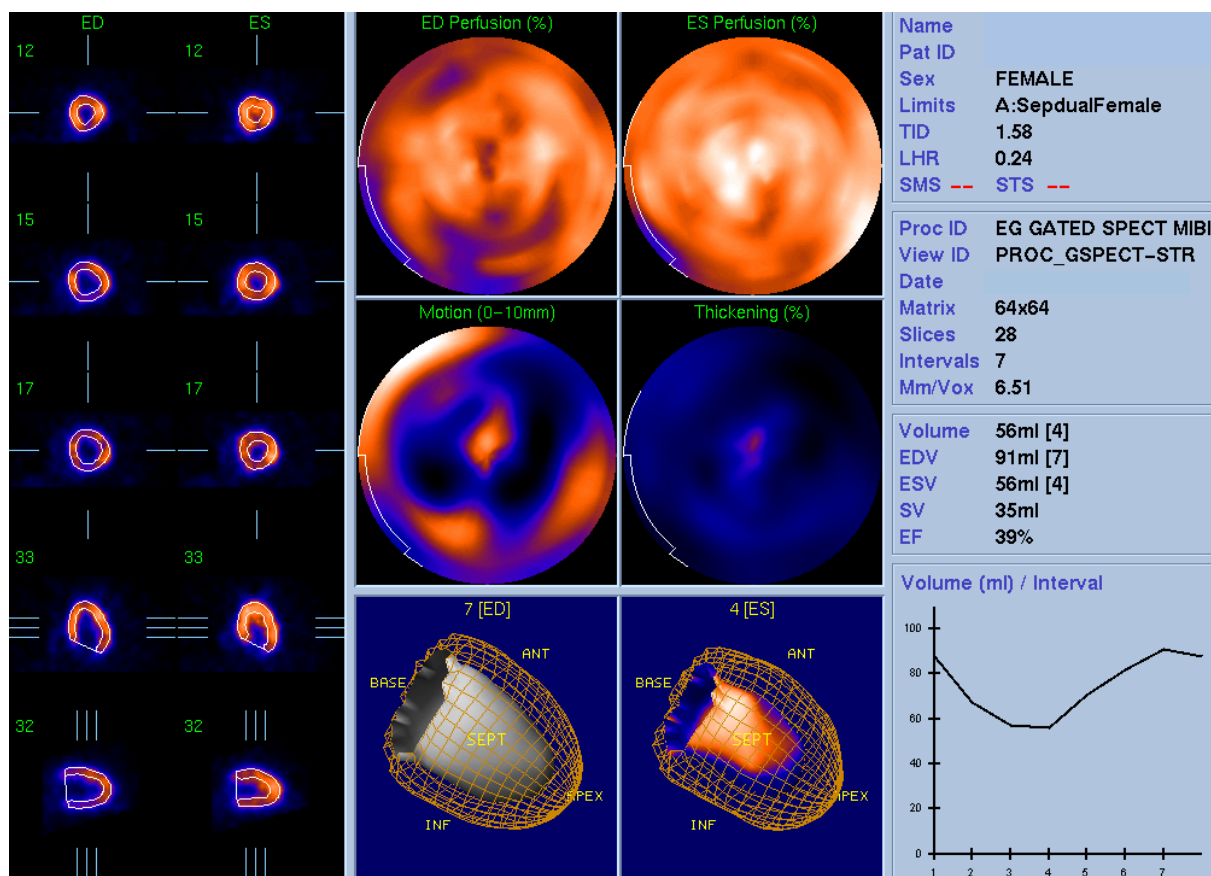 ED ES
12 12
15 15
17 17
33 33
32 32
ED Perfusion (%)
ES Perfusion (%)
Motion (0-10mm)
Thickening (%)
7 [ED]
ANT
BASE
SEPT
APEX
INF
4 [ES]
ANT
BASE
SEPT
APEX
INF
Name
Pat ID
Sex FEMALE
Limits A:SepdualFemale
TID 1.58
LHR 0.24
SMS -- STS --
Proc ID EG GATED SPECT MIBI
View ID PROC_GSPECT-STR
Date
Matrix 64x64
Slices 28
Intervals 7
Mm/Vox 6.51
Volume 56ml [4]
EDV 91ml [7]
ESV 56ml [4]
SV 35ml
EF 39%
Volume (ml) / Interval
100
80
60
40
20
0
1 2 3 4 5 6 7